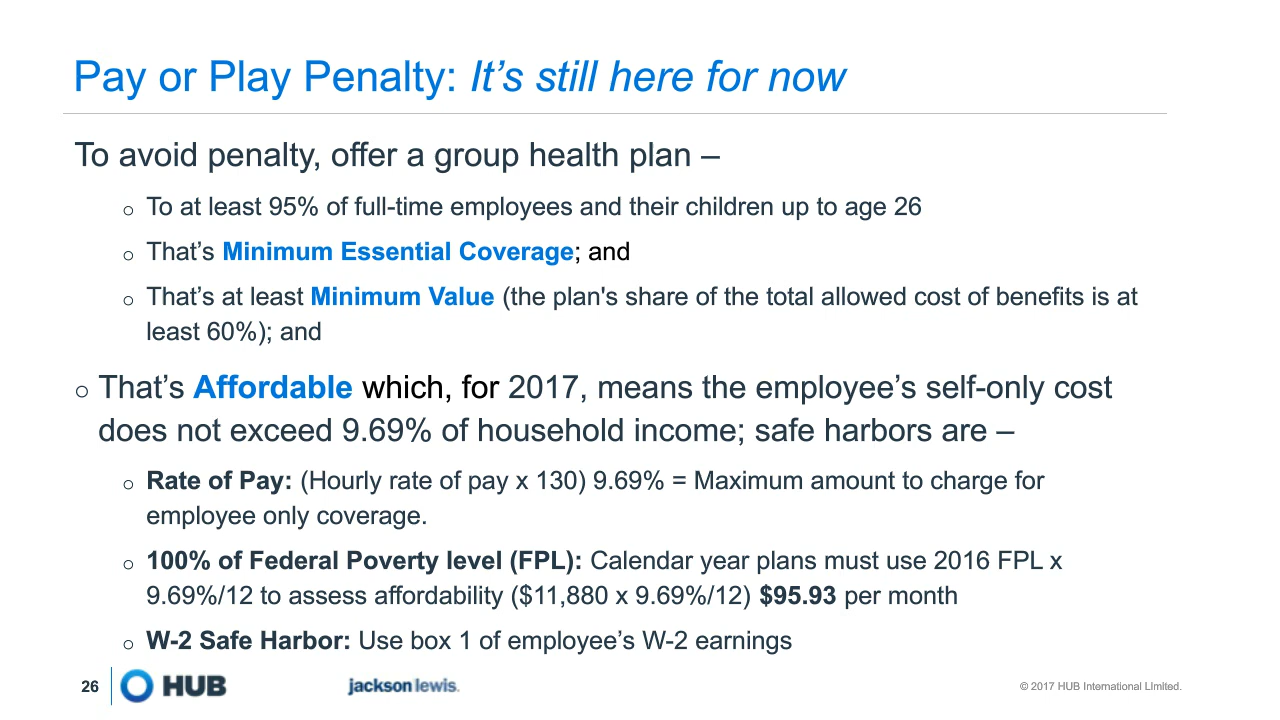 Pay or Play Penalty: It’s still here for now
To avoid penalty, offer a group health plan –
○ To at least 95% of full-time employees and their children up to age 26
○ That’s Minimum Essential Coverage; and
○ That’s at least Minimum Value (the plan's share of the total allowed cost of benefits is at
least 60%); and
○ That’s Affordable which, for 2017, means the employee’s self-only cost
does not exceed 9.69% of household income; safe harbors are –
○ Rate of Pay: (Hourly rate of pay x 130) 9.69% = Maximum amount to charge for
employee only coverage.
○ 100% of Federal Poverty level (FPL): Calendar year plans must use 2016 FPL x
9.69%/12 to assess affordability ($11,880 x 9.69%/12) $95.93 per month
○ W-2 Safe Harbor: Use box 1 of employee’s W-2 earnings
26 HUB jackson lewis. © 2017 HUB International Limited.